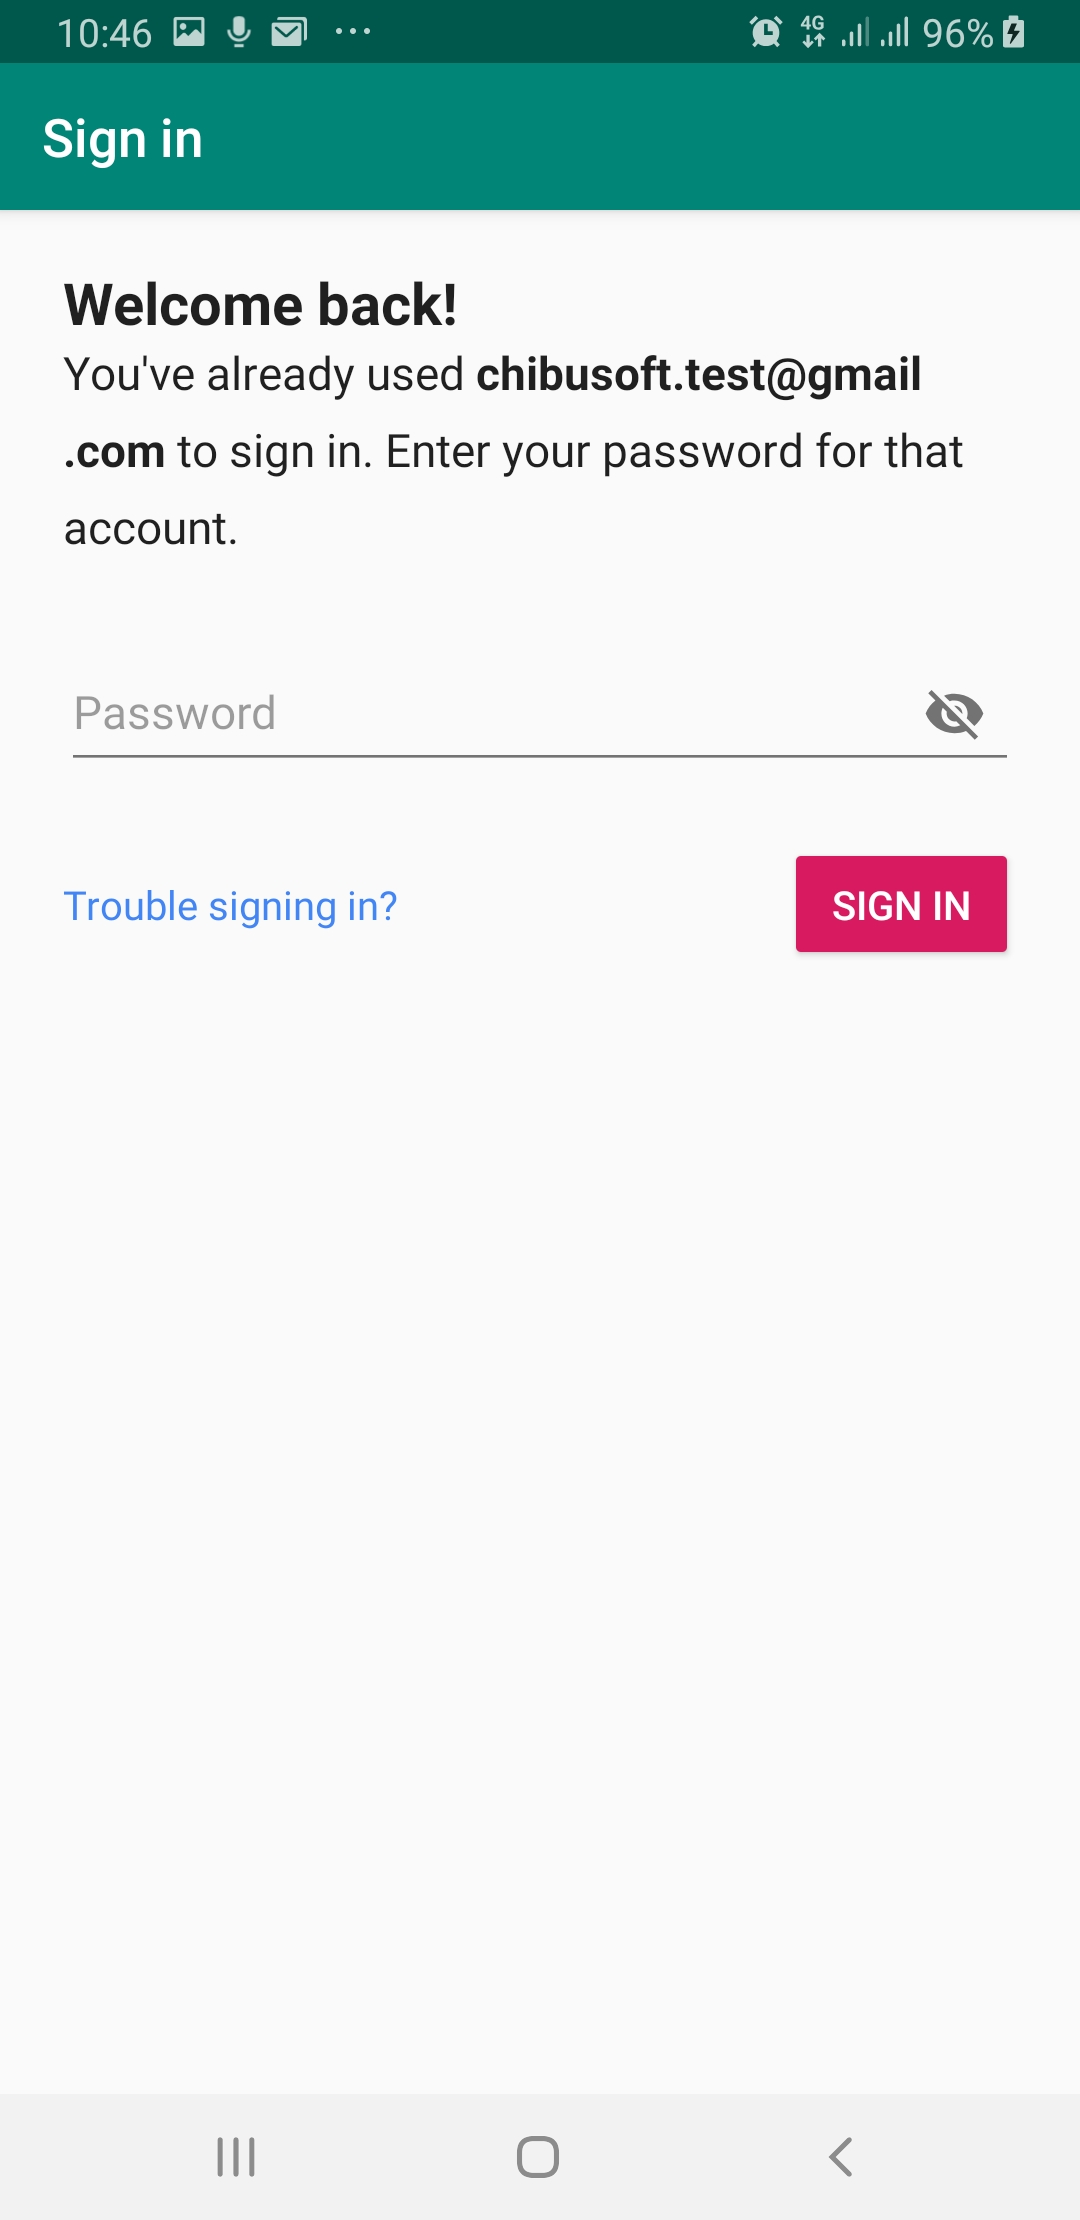 10:46 ... 4G 96%
Sign in
Welcome back!
You've already used chibusoft.test@gmail
.com to sign in. Enter your password for that
account.
Password
Trouble signing in? SIGN IN